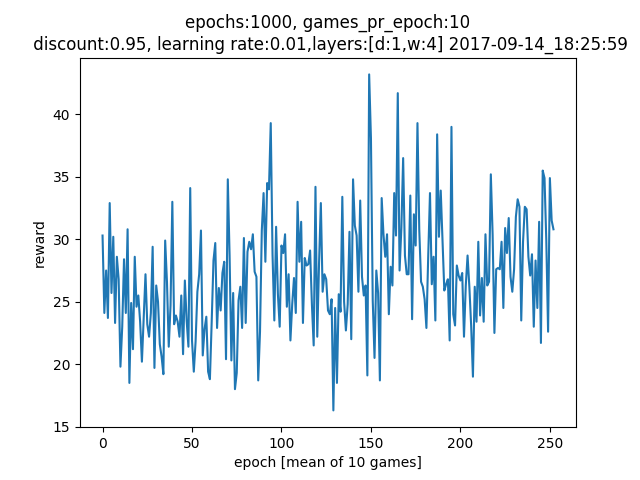 epochs:1000, games_pr_epoch:10
discount:0.95, learning rate:0.01,layers:[d:1,w:4] 2017-09-14_18:25:59
40
35
30
25
20
15
reward
0 50 100 150 200 250
epoch [mean of 10 games]